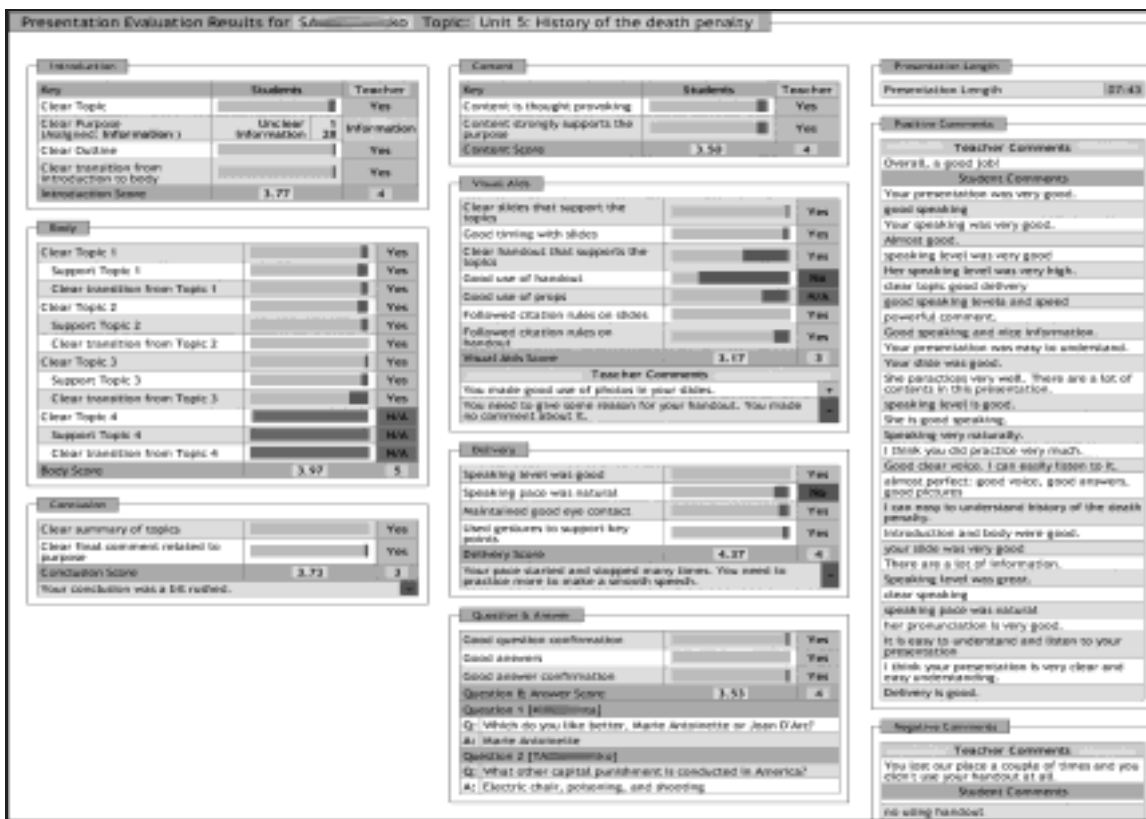 Presentation Evaluation Results for SA ko Topic: Unit 5: History of the death penalty
Introduction
Key Students Teacher
Clear Topic Yes
Clear Purpose Unclear 1 Information
(Assigned: Information ) Information 28
Clear Outline Yes
Clear transition from Yes
introduction to body
Introduction Score 3.77 4
Body
Clear Topic 1 Yes
Support Topic 1 Yes
Clear transition from Topic 1 Yes
Clear Topic 2 Yes
Support Topic 2 Yes
Clear transition from Topic 2 Yes
Clear Topic 3 Yes
Support Topic 3 Yes
Clear transition from Topic 3 Yes
Clear Topic 4 N/A
Support Topic 4 N/A
Clear transition from Topic 4 N/A
Body Score 3.97 5
Conclusion
Clear summary of topics Yes
Clear final comment related to Yes
purpose
Conclusion Score 3.73 3
Your conclusion was a bit rushed. -
Content
Key Students Teacher
Content is thought provoking Yes
Content strongly supports the Yes
purpose
Content Score 3.50 4
Visual Aids
Clear slides that support the Yes
topics
Good timing with slides Yes
Clear handout that supports the Yes
topics
Good use of handout No
Good use of props N/A
Followed citation rules on slides Yes
Followed citation rules on Yes
handout
Visual Aids Score 3.17 3
Teacher Comments
You made good use of photos in your slides. +
You need to give some reason for your handout. You made -
no comment about it.
Delivery
Speaking level was good Yes
Speaking pace was natural No
Maintained good eye contact Yes
Used gestures to support key Yes
points
Delivery Score 4.37 4
Your pace started and stopped many times. You need to -
practice more to make a smooth speech.
Question & Answer
Good question confirmation Yes
Good answers Yes
Good answer confirmation Yes
Question & Answer Score 3.53 4
Question 1
Q: Which do you like better, Marie Antoinette or Joan D'Arc?
A: Marie Antoinette
Question 2
Q: What other capital punishment is conducted in America?
A: Electric chair, poisoning, and shooting
Presentation Length
Presentation Length 07:43
Positive Comments
Teacher Comments
Overall, a good job!
Student Comments
Your presentation was very good.
good speaking
Your speaking was very good.
Almost good.
speaking level was very good
Her speaking level was very high.
clear topic good delivery
good speaking levels and speed
powerful comment.
Good speaking and nice information.
Your presentation was easy to understand.
Your slide was good.
She paractices very well. There are a lot of
contents in this presentation.
speaking level is good.
She is good speaking.
Speaking very naturally.
I think you did practice very much.
Good clear voice. I can easily listen to it.
almost perfect: good voice, good answers,
good pictures
I can easy to understand history of the death
penalty.
Introduction and body were good.
your slide was very good
There are a lot of information.
Speaking level was great.
clear speaking
speaking pace was natural
her pronunciation is very good.
It is easy to understand and listen to your
presentation
I think your presentation is very clear and
easy understanding.
Delivery is good.
Negative Comments
Teacher Comments
You lost our place a couple of times and you
didn't use your handout at all.
Student Comments
no using handout